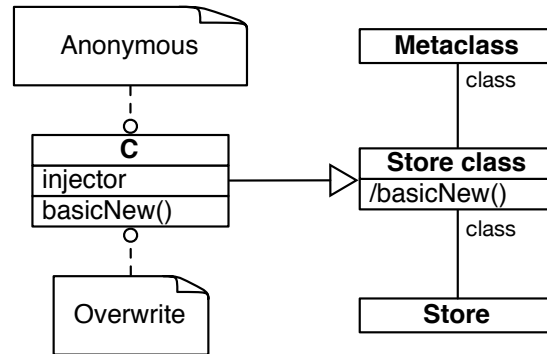 Anonymous
C
injector
basicNew()
Overwrite
Metaclass
class
Store class
/basicNew()
class
Store